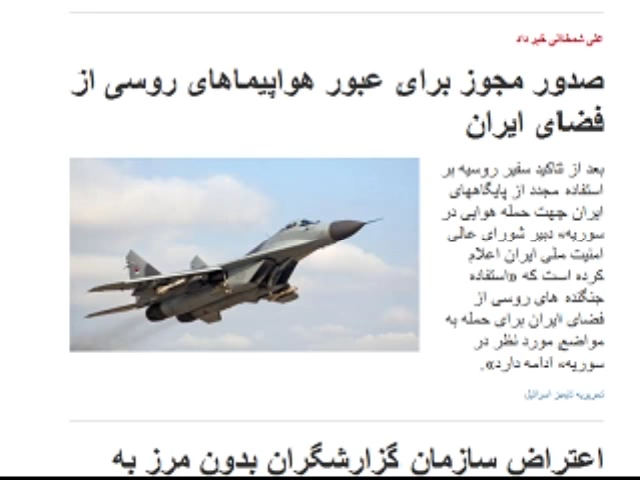 علی شمخانی خبر داد
صدور مجوز برای عبور هواپیماهای روسی از
فضای ایران
بعد از تاکید سفیر روسیه بر
استفاده مجدد از پایگاههای
ایران جهت حمله هوایی در
سوریه، دبیر شورای عالی
امنیت ملی ایران اعلام
کرده است که «استفاده
جنگنده های روسی از
فضای ایران برای حمله به
مواضع مورد نظر در
سوریه، ادامه دارد».
تحریریه تایمز اسرائیل
اعتراض سازمان گزارشگران بدون مرز به